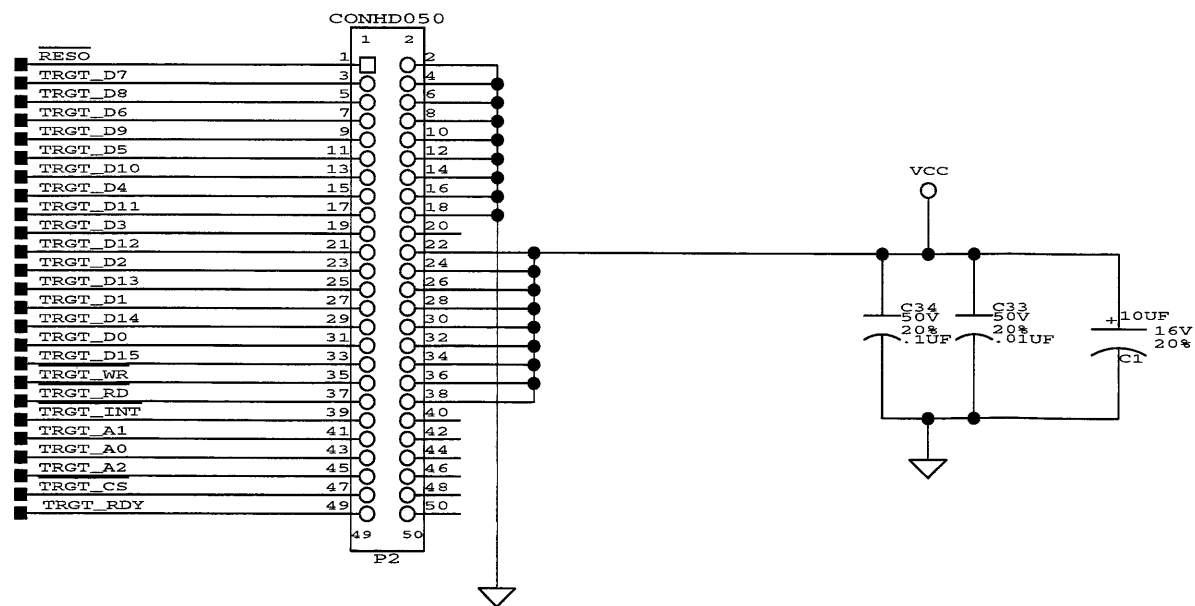 CONHD050
1 2
RESO 1 2
TRGT_D7 3 4
TRGT_D8 5 6
TRGT_D6 7 8
TRGT_D9 9 10
TRGT_D5 11 12
TRGT_D10 13 14
TRGT_D4 15 16
TRGT_D11 17 18
TRGT_D3 19 20
TRGT_D12 21 22
TRGT_D2 23 24
TRGT_D13 25 26
TRGT_D1 27 28
TRGT_D14 29 30
TRGT_D0 31 32
TRGT_D15 33 34
TRGT_WR 35 36
TRGT_RD 37 38
TRGT_INT 39 40
TRGT_A1 41 42
TRGT_A0 43 44
TRGT_A2 45 46
TRGT_CS 47 48
TRGT_RDY 49 50
49 50
P2
VCC
C34
50V
20%
.1UF
C33
50V
20%
.01UF
+ 10UF
16V
20%
C1